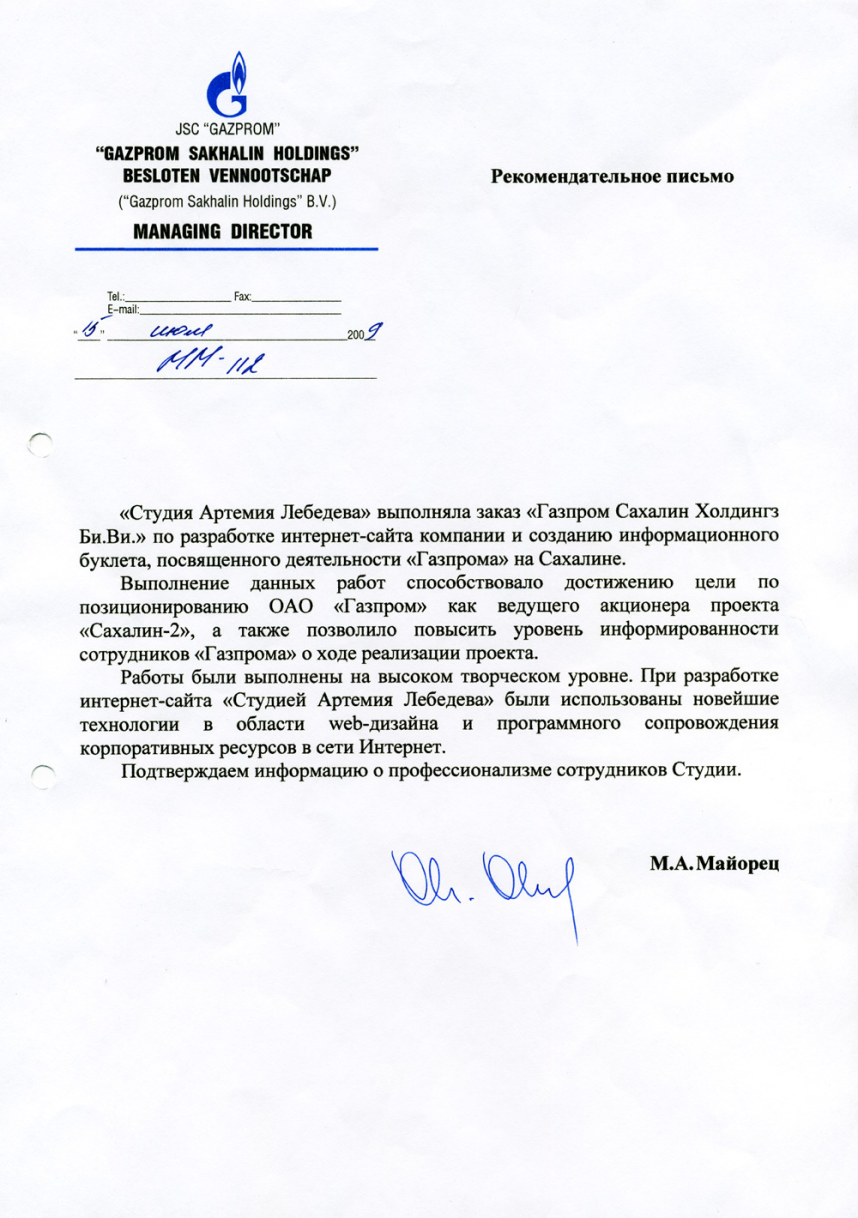 JSC “GAZPROM”
“GAZPROM SAKHALIN HOLDINGS”
BESLOTEN VENNOOTSCHAP
(“Gazprom Sakhalin Holdings” B.V.)
MANAGING DIRECTOR
Рекомендательное письмо
Tel.: Fax:
E–mail:
“15” июля 2009
ММ-112
«Студия Артемия Лебедева» выполняла заказ «Газпром Сахалин Холдингз
Би.Ви.» по разработке интернет-сайта компании и созданию информационного
буклета, посвященного деятельности «Газпрома» на Сахалине.
Выполнение данных работ способствовало достижению цели по
позиционированию ОАО «Газпром» как ведущего акционера проекта
«Сахалин-2», а также позволило повысить уровень информированности
сотрудников «Газпрома» о ходе реализации проекта.
Работы были выполнены на высоком творческом уровне. При разработке
интернет-сайта «Студией Артемия Лебедева» были использованы новейшие
технологии в области web-дизайна и программного сопровождения
корпоративных ресурсов в сети Интернет.
Подтверждаем информацию о профессионализме сотрудников Студии.
М.А.Майорец